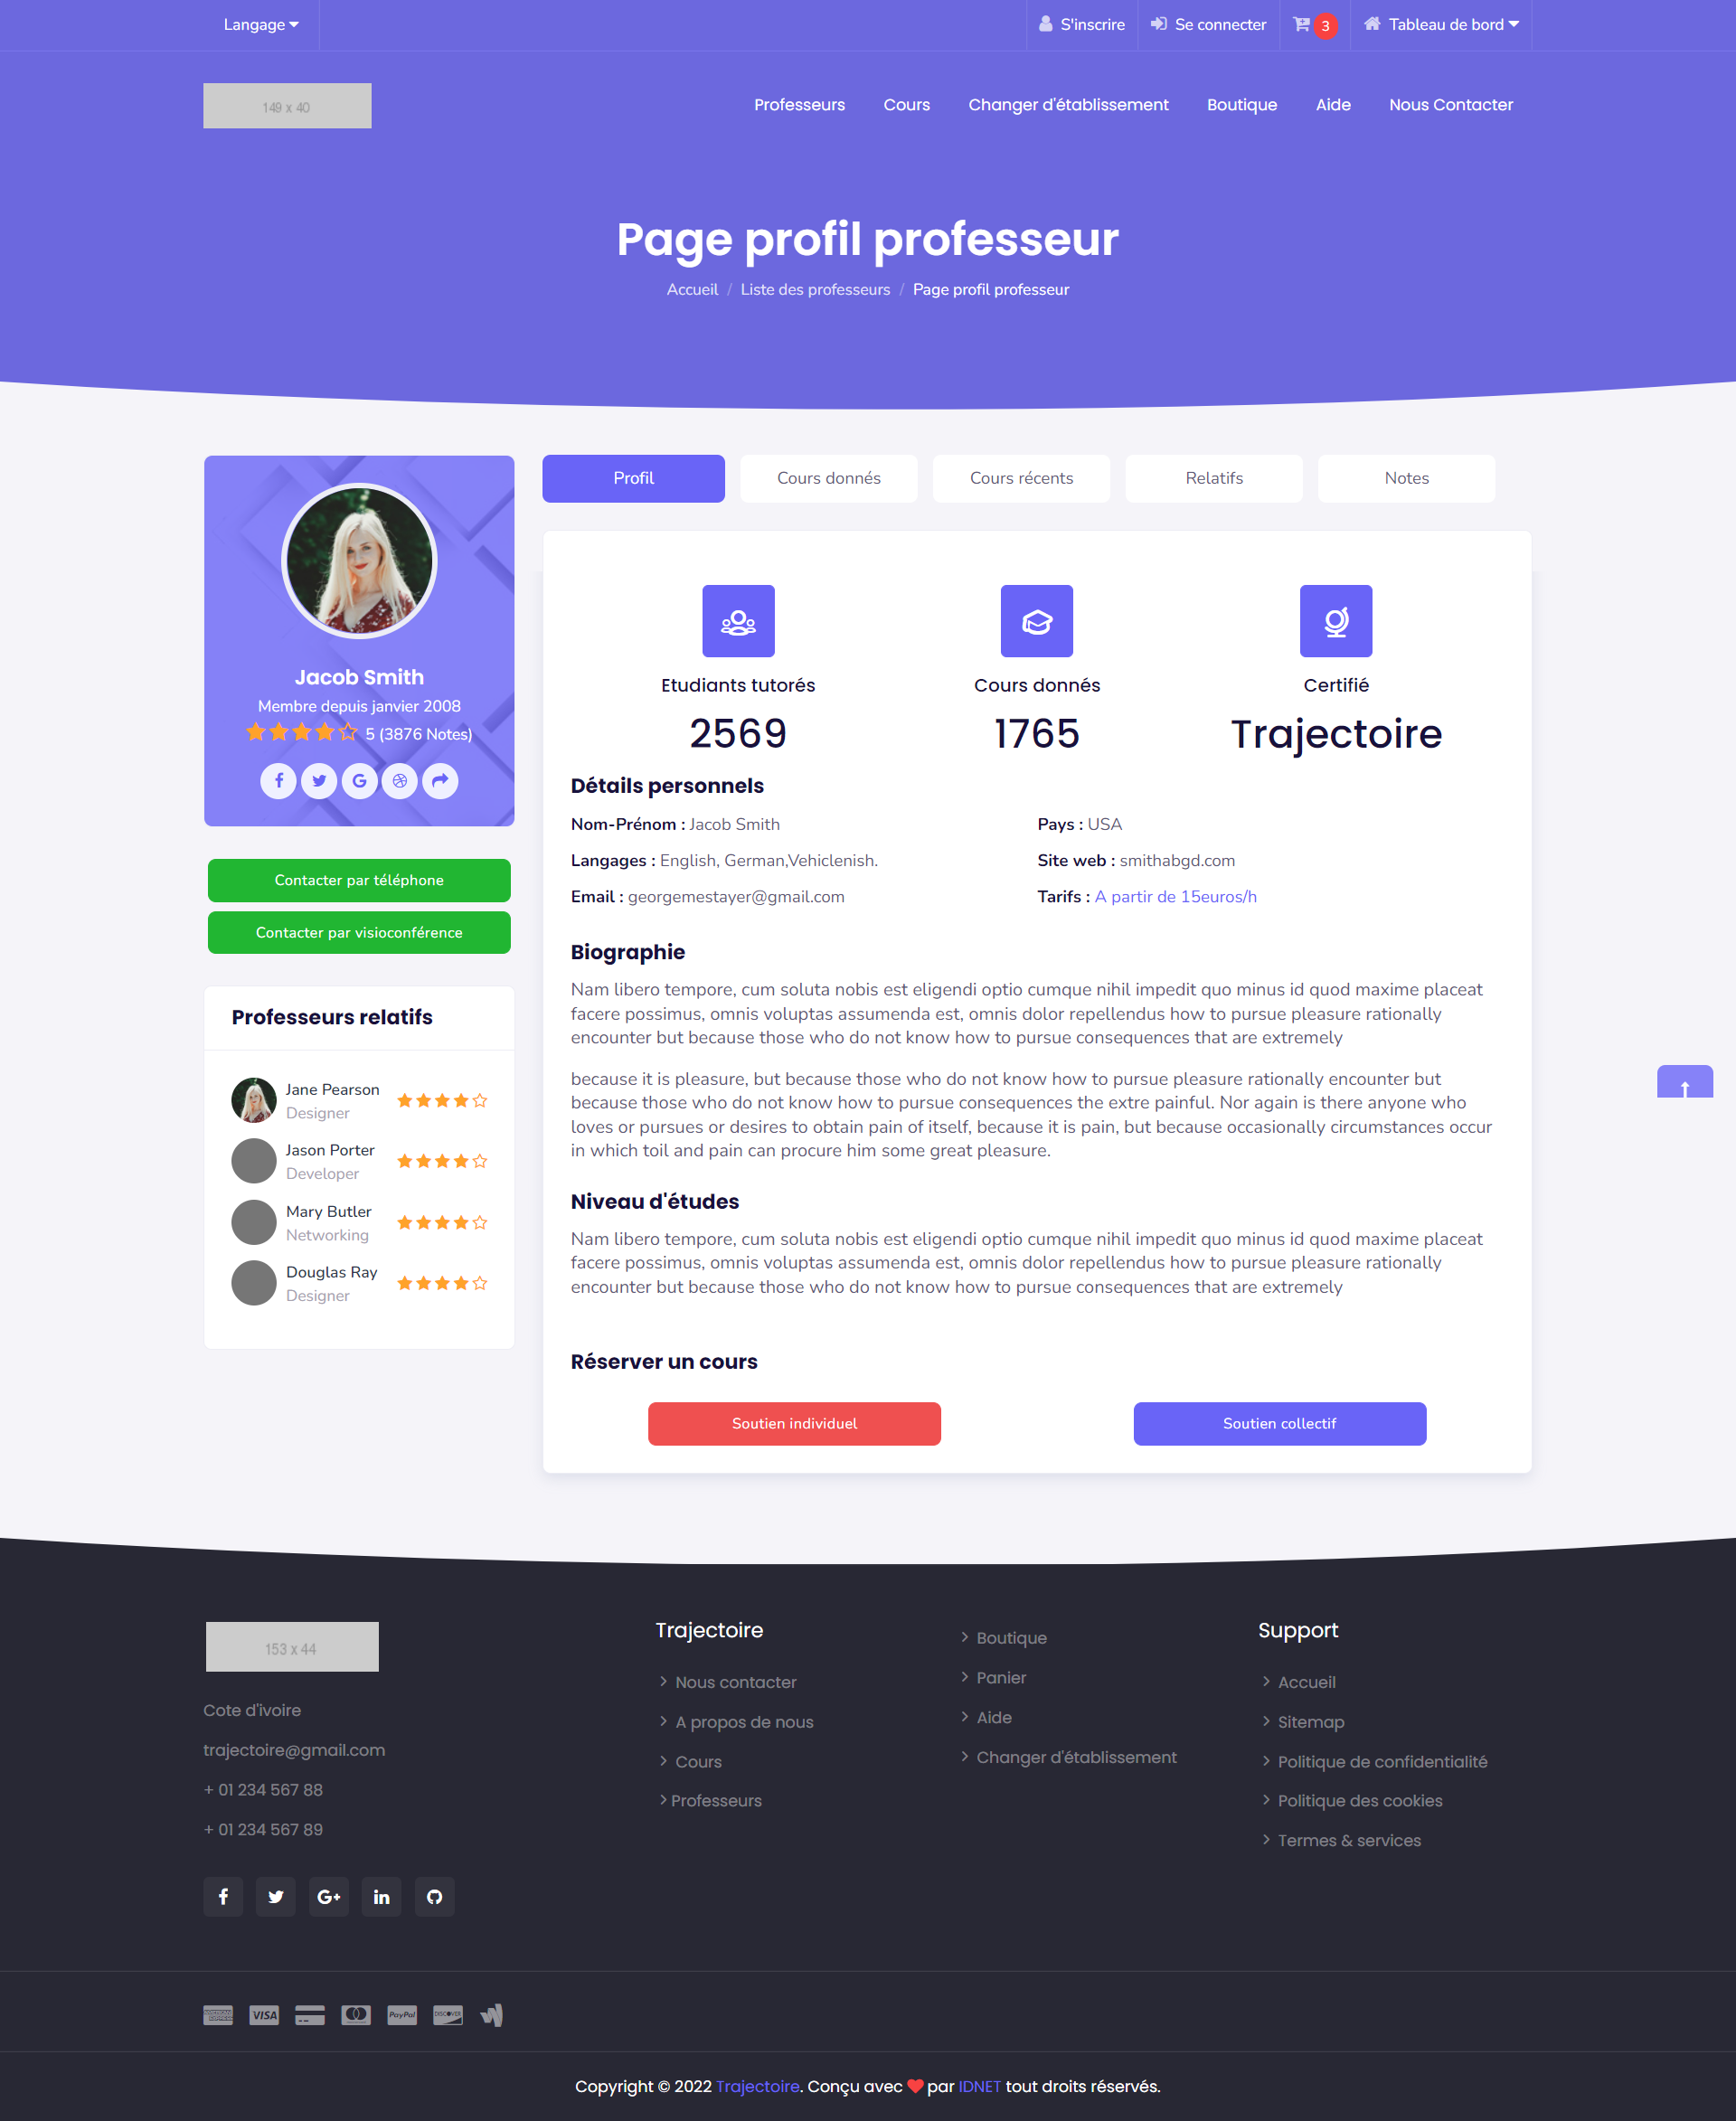 Langage
S'inscrire
Se connecter
3
Tableau de bord
149 x 40
Professeurs
Cours
Changer d'établissement
Boutique
Aide
Nous Contacter
Page profil professeur
Accueil / Liste des professeurs / Page profil professeur
Jacob Smith
Membre depuis janvier 2008
5 (3876 Notes)
Contacter par téléphone
Contacter par visioconférence
Professeurs relatifs
Jane Pearson
Designer
Jason Porter
Developer
Mary Butler
Networking
Douglas Ray
Designer
Profil
Cours donnés
Cours récents
Relatifs
Notes
Etudiants tutorés
2569
Cours donnés
1765
Certifié
Trajectoire
Détails personnels
Nom-Prénom : Jacob Smith
Pays : USA
Langages : English, German,Vehiclenish.
Site web : smithabgd.com
Email : georgemestayer@gmail.com
Tarifs : A partir de 15euros/h
Biographie
Nam libero tempore, cum soluta nobis est eligendi optio cumque nihil impedit quo minus id quod maxime placeat
facere possimus, omnis voluptas assumenda est, omnis dolor repellendus how to pursue pleasure rationally
encounter but because those who do not know how to pursue consequences that are extremely
because it is pleasure, but because those who do not know how to pursue pleasure rationally encounter but
because those who do not know how to pursue consequences the extre painful. Nor again is there anyone who
loves or pursues or desires to obtain pain of itself, because it is pain, but because occasionally circumstances occur
in which toil and pain can procure him some great pleasure.
Niveau d'études
Nam libero tempore, cum soluta nobis est eligendi optio cumque nihil impedit quo minus id quod maxime placeat
facere possimus, omnis voluptas assumenda est, omnis dolor repellendus how to pursue pleasure rationally
encounter but because those who do not know how to pursue consequences that are extremely
Réserver un cours
Soutien individuel
Soutien collectif
153 x 44
Cote d'ivoire
trajectoire@gmail.com
+ 01 234 567 88
+ 01 234 567 89
Trajectoire
Nous contacter
A propos de nous
Cours
Professeurs
Boutique
Panier
Aide
Changer d'établissement
Support
Accueil
Sitemap
Politique de confidentialité
Politique des cookies
Termes & services
VISA
PayPal
DISCOVER
Copyright © 2022 Trajectoire. Conçu avec par IDNET tout droits réservés.